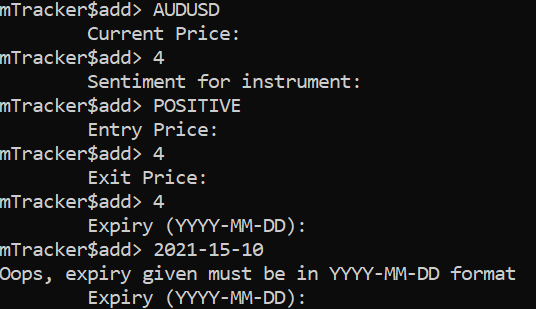 mTracker$add> AUDUSD
Current Price:
mTracker$add> 4
Sentiment for instrument:
mTracker$add> POSITIVE
Entry Price:
mTracker$add> 4
Exit Price:
mTracker$add> 4
Expiry (YYYY-MM-DD):
mTracker$add> 2021-15-10
Oops, expiry given must be in YYYY-MM-DD format
Expiry (YYYY-MM-DD):